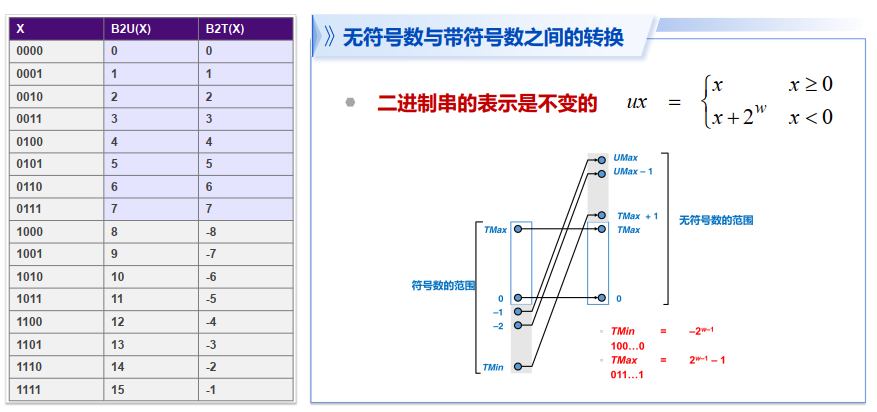 X B2U(X) B2T(X)
0000 0 0
0001 1 1
0010 2 2
0011 3 3
0100 4 4
0101 5 5
0110 6 6
0111 7 7
1000 8 -8
1001 9 -7
1010 10 -6
1011 11 -5
1100 12 -4
1101 13 -3
1110 14 -2
1111 15 -1
》 无符号数与带符号数之间的转换
二进制串的表示是不变的
ux = { x x ≥ 0
x + 2^w x < 0
UMax
UMax – 1
TMax + 1
TMax
TMax
无符号数的范围
符号数的范围
0
0
–1
–2
TMin
TMin = –2^w–1
100…0
TMax = 2^w–1 – 1
011…1